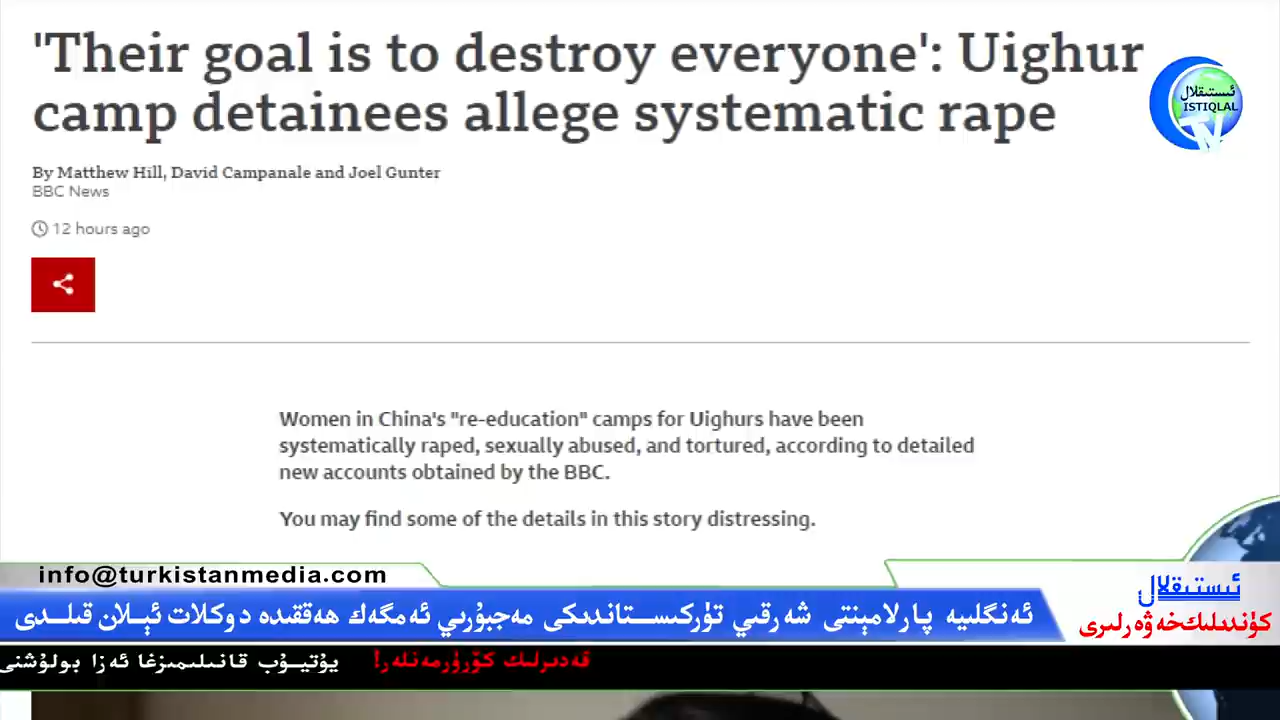 'Their goal is to destroy everyone': Uighur
camp detainees allege systematic rape
ئىستىقلال
ISTIQLAL
TV
By Matthew Hill, David Campanale and Joel Gunter
BBC News
12 hours ago
Women in China's "re-education" camps for Uighurs have been
systematically raped, sexually abused, and tortured, according to detailed
new accounts obtained by the BBC.
You may find some of the details in this story distressing.
info@turkistanmedia.com
ئىستىقلال
كۈندىلىك خەۋەرلىرى
ئەنگلىيە پارلامېنتى شەرقىي تۈركىستاندىكى مەجبۇرىي ئەمگەك ھەققىدە دوكلات ئېلان قىلدى
قەدىرلىك كۆرۈرمەنلەر! يۇتيۇب قانىلىمىزغا ئەزا بولۇشنى